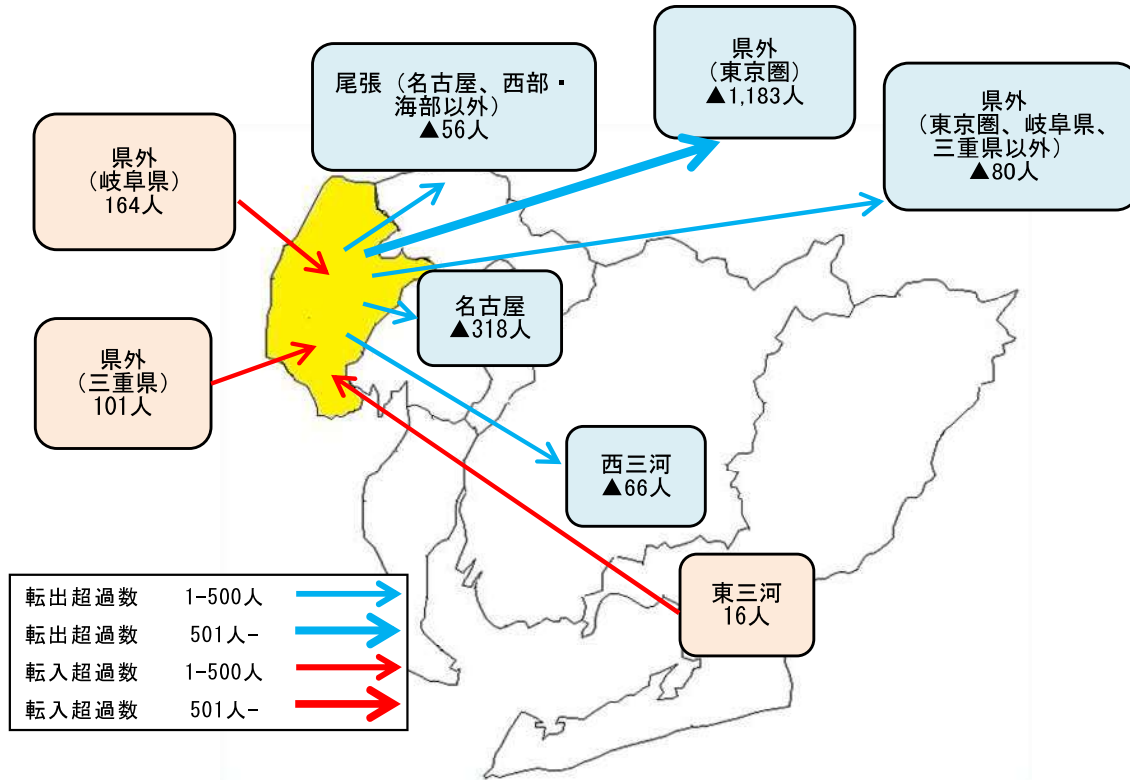 県外
(東京圏)
▲1,183人
尾張(名古屋、西部・
海部以外)
▲56人
県外
(東京圏、岐阜県、
三重県以外)
▲80人
県外
(岐阜県)
164人
名古屋
▲318人
県外
(三重県)
101人
西三河
▲66人
東三河
16人
転出超過数 1-500人
転出超過数 501人-
転入超過数 1-500人
転入超過数 501人-